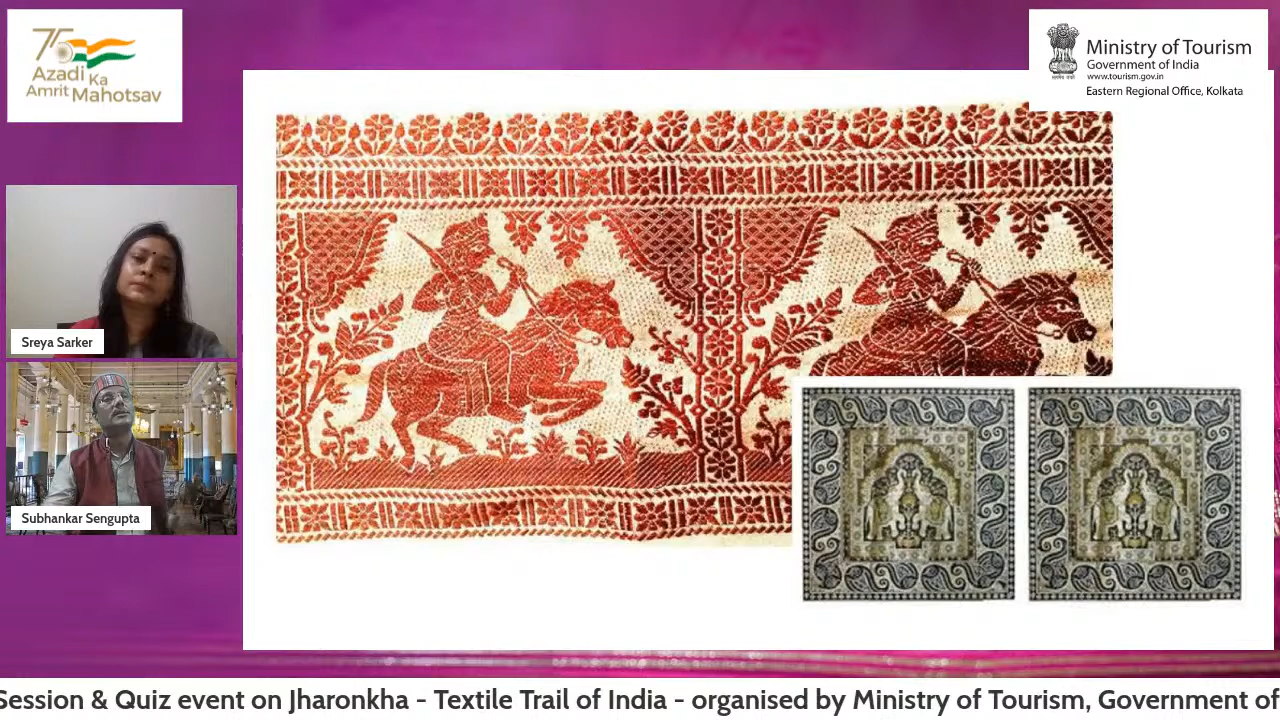 75
Azadi Ka
Amrit Mahotsav
Ministry of Tourism
Government of India
www.tourism.gov.in
Eastern Regional Office, Kolkata
Sreya Sarker
Subhankar Sengupta
Session & Quiz event on Jharonkha - Textile Trail of India - organised by Ministry of Tourism, Government of